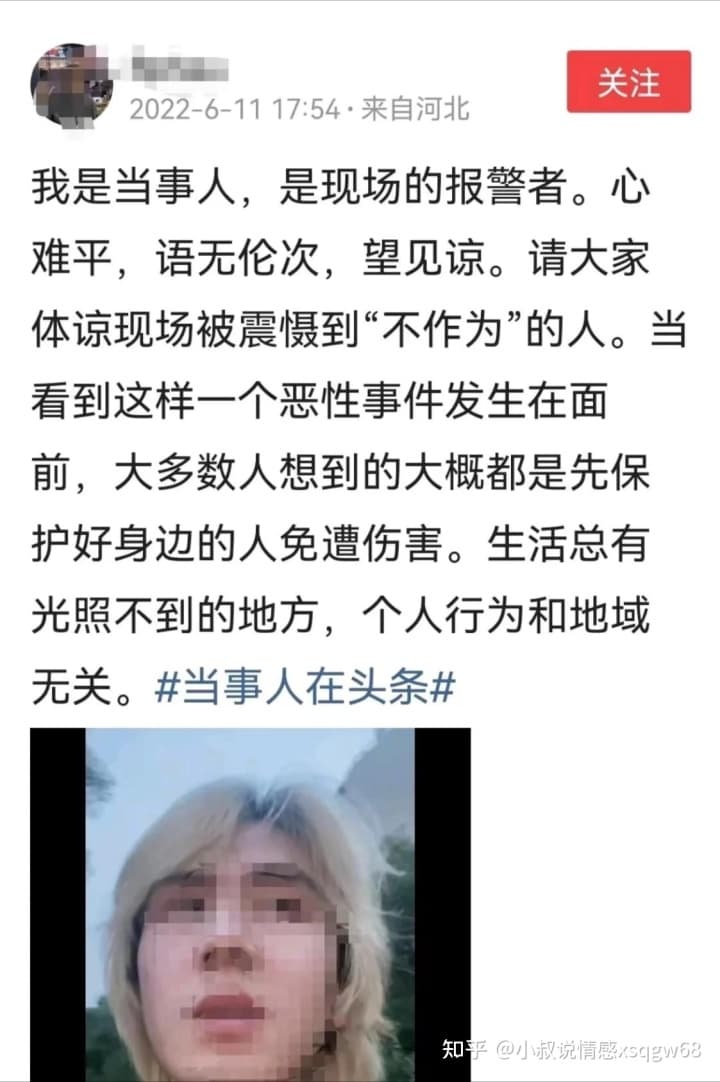 关注
2022-6-11 17:54·来自河北
我是当事人，是现场的报警者。心
难平，语无伦次，望见谅。请大家
体谅现场被震慑到“不作为”的人。当
看到这样一个恶性事件发生在面
前，大多数人想到的大概都是先保
护好身边的人免遭伤害。生活总有
光照不到的地方，个人行为和地域
无关。#当事人在头条#
知乎 @小叔说情感xsqgw68